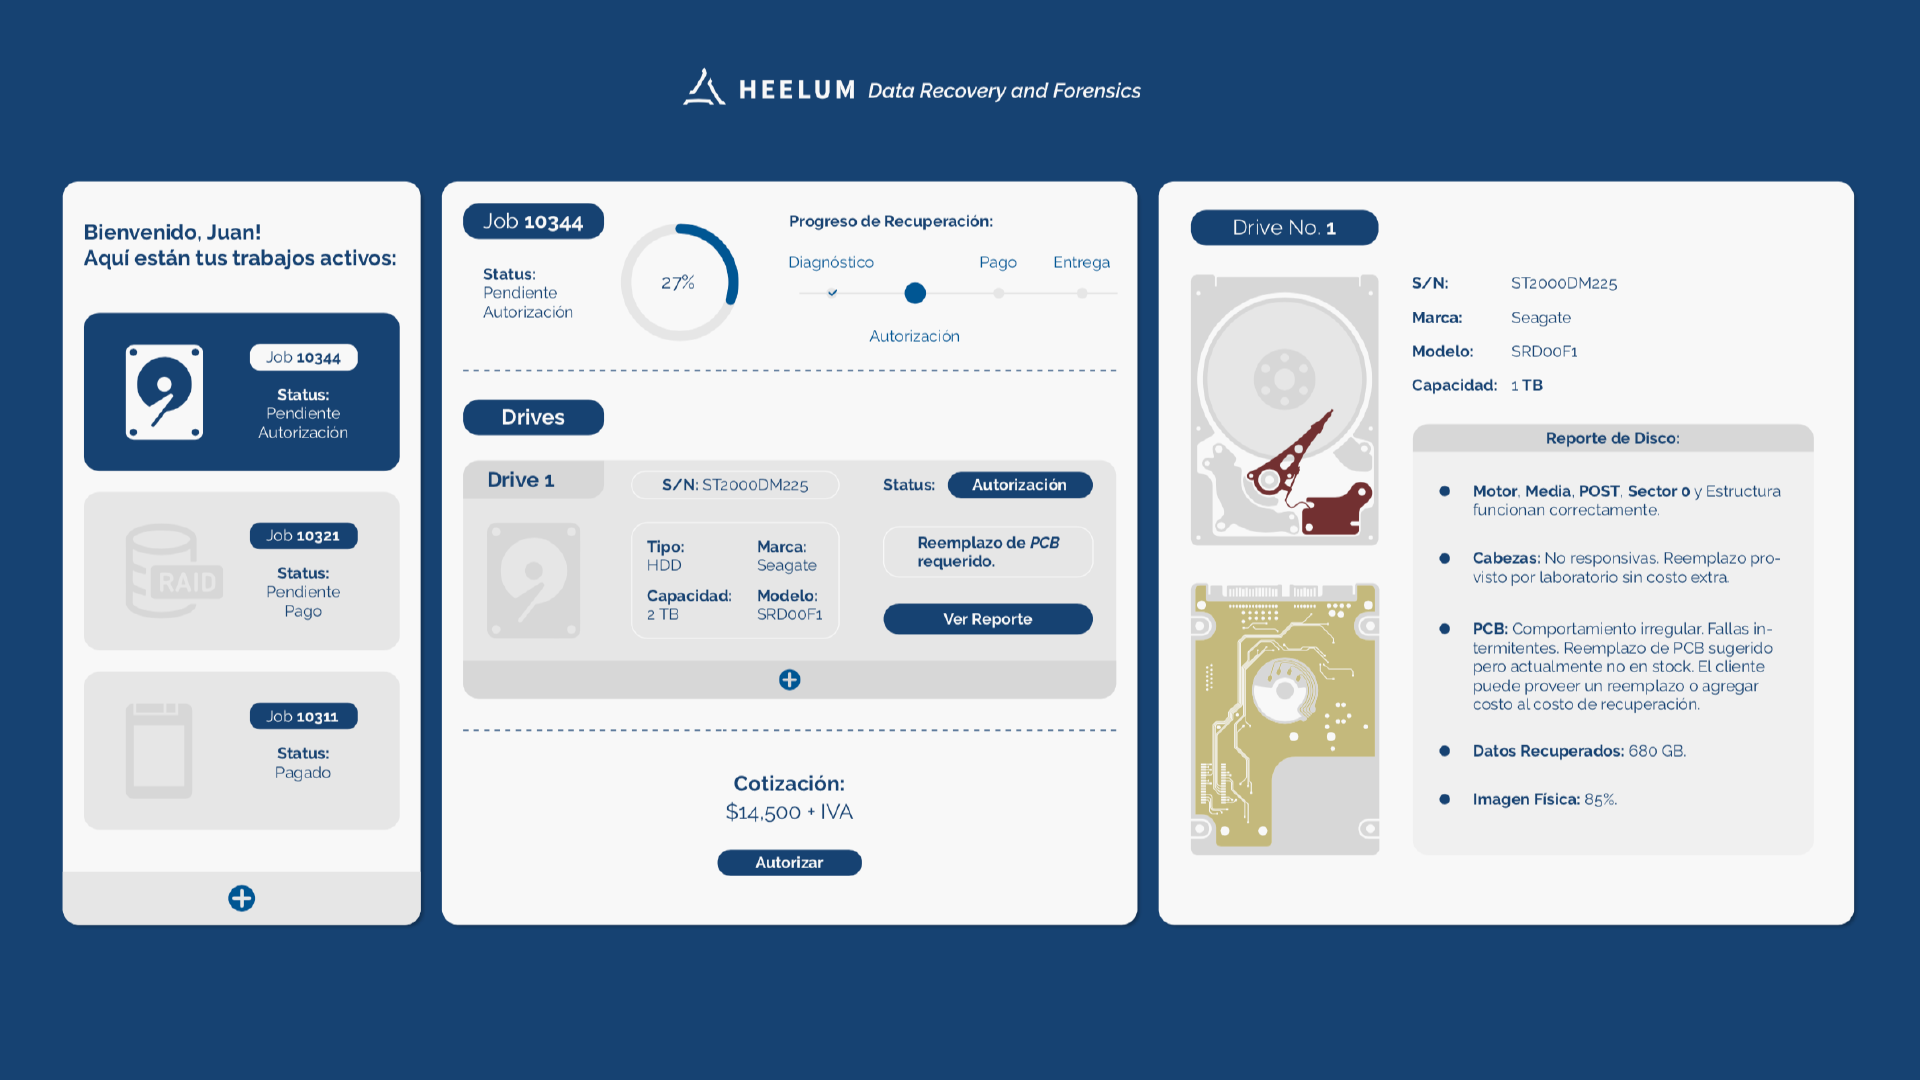 HEELUM Data Recovery and Forensics
Bienvenido, Juan!
Aquí están tus trabajos activos:
Job 10344
Status:
Pendiente
Autorización
RAID
Job 10321
Status:
Pendiente
Pago
Job 10311
Status:
Pagado
Job 10344
Status:
Pendiente
Autorización
27%
Progreso de Recuperación:
Diagnóstico
Pago
Entrega
Autorización
Drives
Drive 1
S/N: ST2000DM225
Status: Autorización
Tipo:
HDD
Marca:
Seagate
Capacidad:
2 TB
Modelo:
SRD00F1
Reemplazo de PCB
requerido.
Ver Reporte
Cotización:
$14,500 + IVA
Autorizar
Drive No. 1
S/N: ST2000DM225
Marca: Seagate
Modelo: SRD00F1
Capacidad: 1 TB
Reporte de Disco:
Motor, Media, POST, Sector 0 y Estructura
funcionan correctamente.
Cabezas: No responsivas. Reemplazo pro-
visto por laboratorio sin costo extra.
PCB: Comportamiento irregular. Fallas in-
termitentes. Reemplazo de PCB sugerido
pero actualmente no en stock. El cliente
puede proveer un reemplazo o agregar
costo al costo de recuperación.
Datos Recuperados: 680 GB.
Imagen Física: 85%.